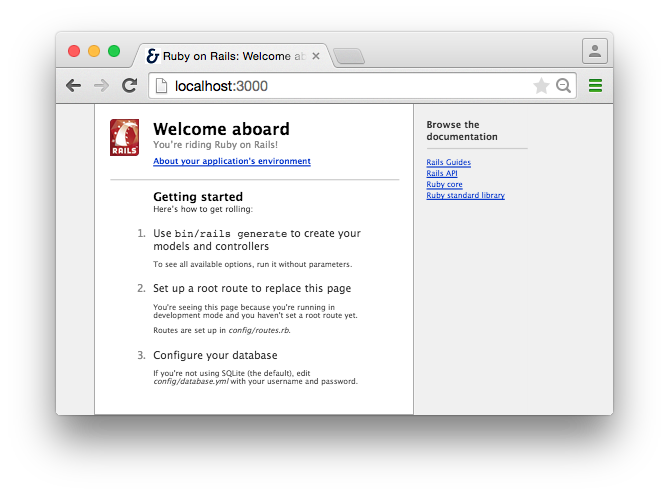 Ruby on Rails: Welcome ab
localhost:3000
RAILS
Welcome aboard
You're riding Ruby on Rails!
About your application's environment
Getting started
Here's how to get rolling:
1. Use bin/rails generate to create your
models and controllers
To see all available options, run it without parameters.
2. Set up a root route to replace this page
You're seeing this page because you're running in
development mode and you haven't set a root route yet.
Routes are set up in config/routes.rb.
3. Configure your database
If you're not using SQLite (the default), edit
config/database.yml with your username and password.
Browse the
documentation
Rails Guides
Rails API
Ruby core
Ruby standard library